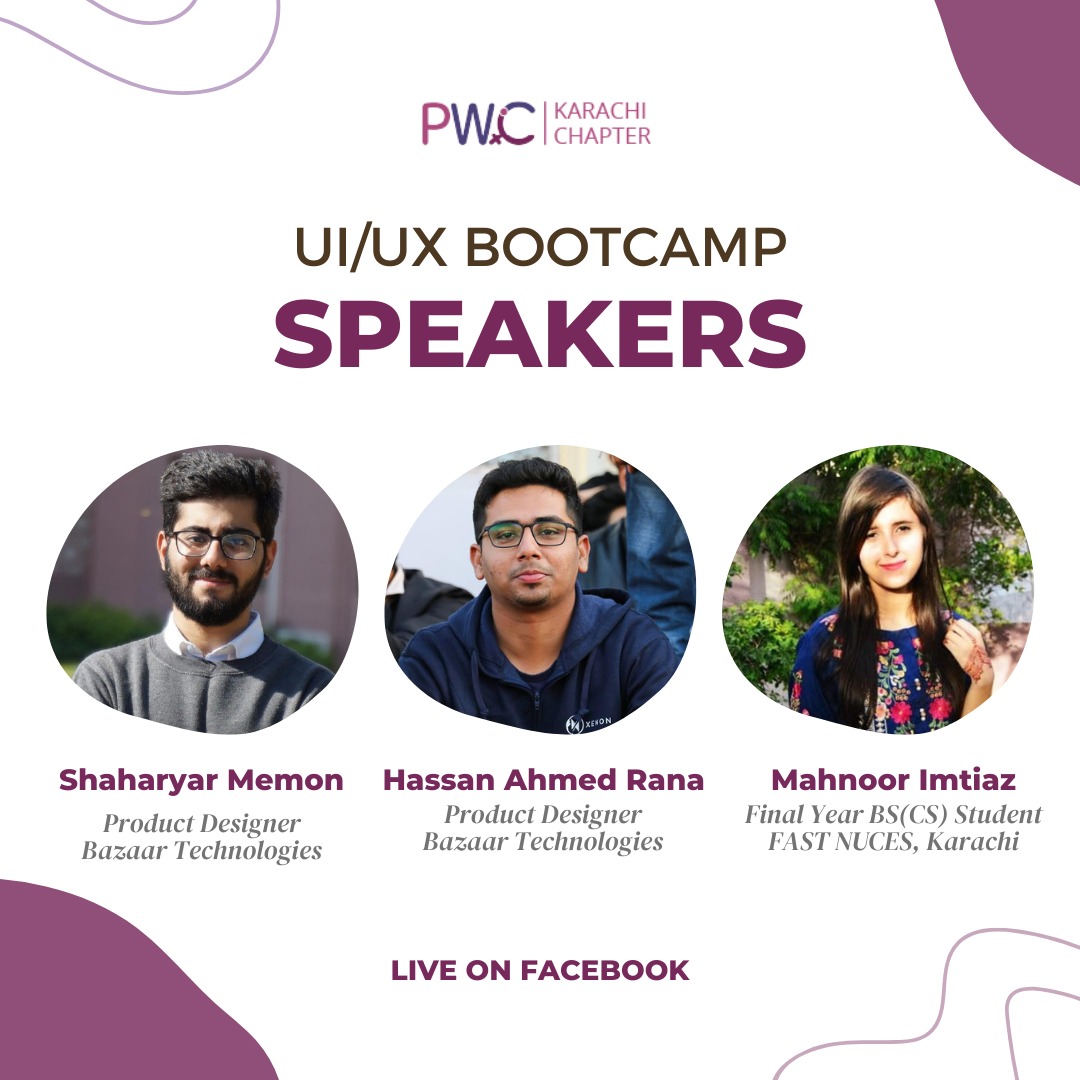 PWiC KARACHI
CHAPTER
UI/UX BOOTCAMP
SPEAKERS
XENON
Shaharyar Memon
Product Designer
Bazaar Technologies
Hassan Ahmed Rana
Product Designer
Bazaar Technologies
Mahnoor Imtiaz
Final Year BS(CS) Student
FAST NUCES, Karachi
LIVE ON FACEBOOK